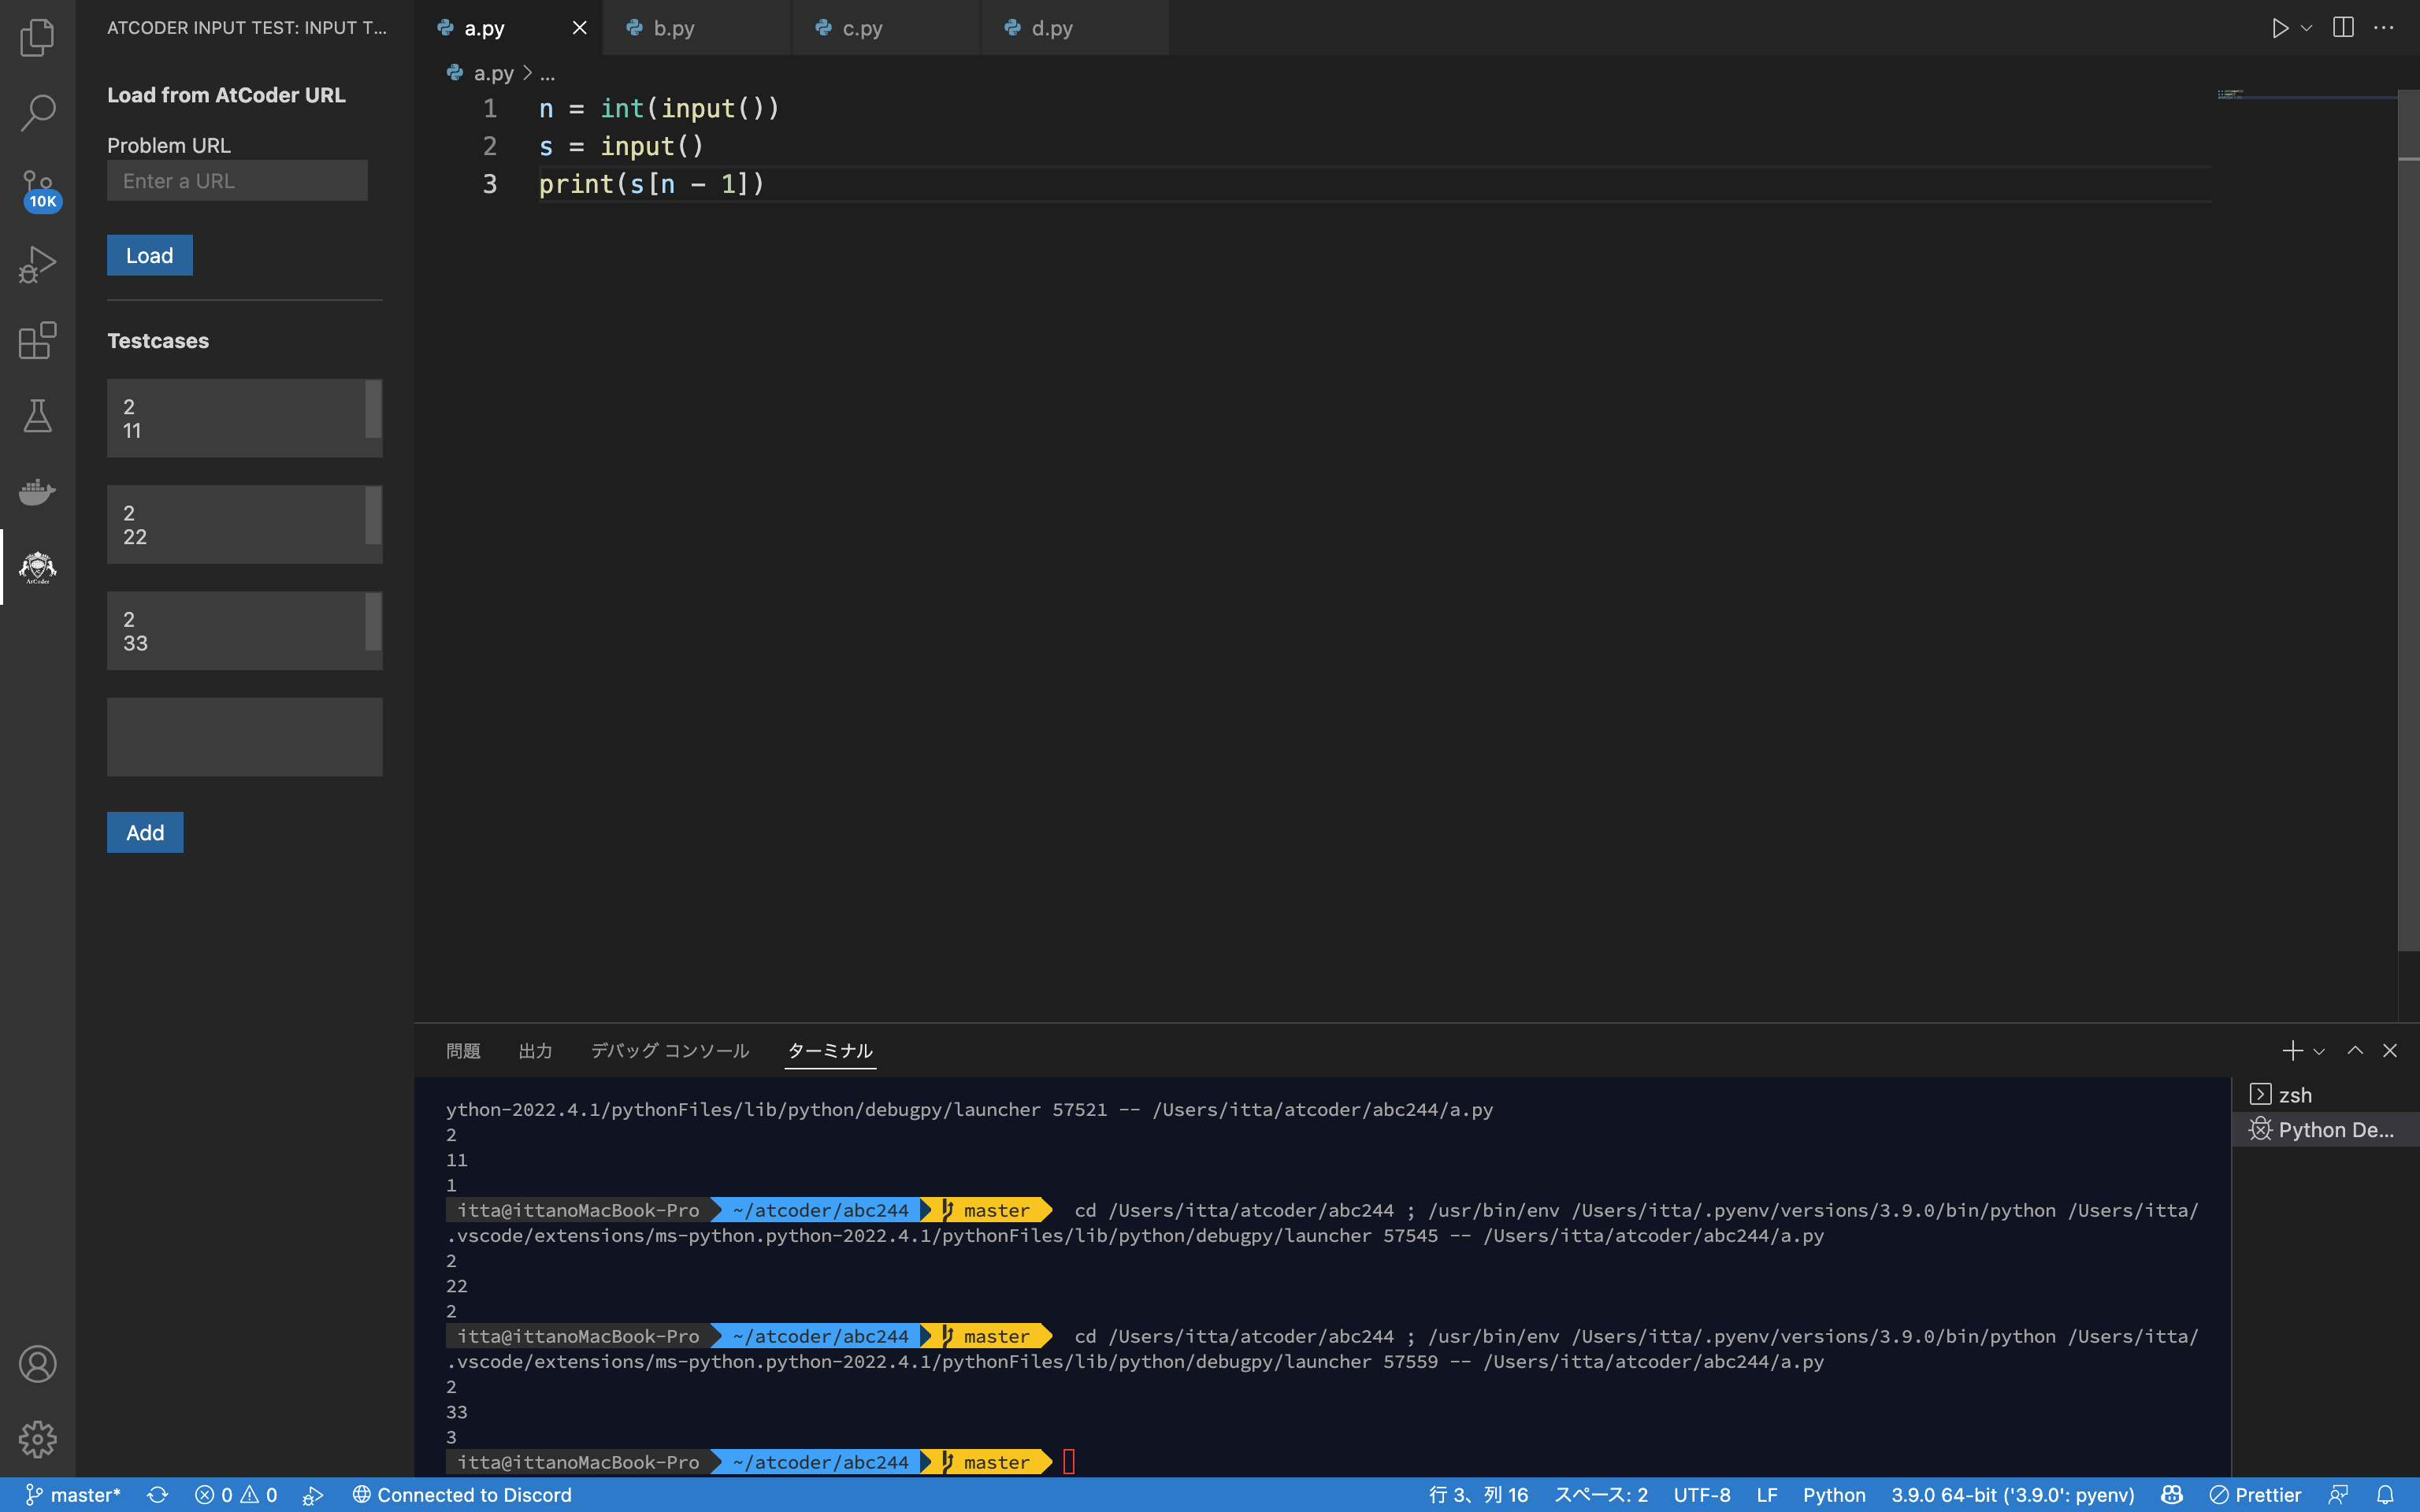 ATCODER INPUT TEST: INPUT T...
Load from AtCoder URL
Problem URL
Enter a URL
Load
Testcases
2
11
2
22
2
33
Add
10K
AtCoder
a.py
b.py
c.py
d.py
a.py > ...
1 n = int(input())
2 s = input()
3 print(s[n - 1])
問題 出力 デバッグ コンソール ターミナル
ython-2022.4.1/pythonFiles/lib/python/debugpy/launcher 57521 -- /Users/itta/atcoder/abc244/a.py
2
11
1
itta@ittanoMacBook-Pro ~/atcoder/abc244 master cd /Users/itta/atcoder/abc244 ; /usr/bin/env /Users/itta/.pyenv/versions/3.9.0/bin/python /Users/itta/
.vscode/extensions/ms-python.python-2022.4.1/pythonFiles/lib/python/debugpy/launcher 57545 -- /Users/itta/atcoder/abc244/a.py
2
22
2
itta@ittanoMacBook-Pro ~/atcoder/abc244 master cd /Users/itta/atcoder/abc244 ; /usr/bin/env /Users/itta/.pyenv/versions/3.9.0/bin/python /Users/itta/
.vscode/extensions/ms-python.python-2022.4.1/pythonFiles/lib/python/debugpy/launcher 57559 -- /Users/itta/atcoder/abc244/a.py
2
33
3
itta@ittanoMacBook-Pro ~/atcoder/abc244 master
zsh
Python De...
master* 0 0 Connected to Discord 行 3、列 16 スペース: 2 UTF-8 LF Python 3.9.0 64-bit ('3.9.0': pyenv) Prettier